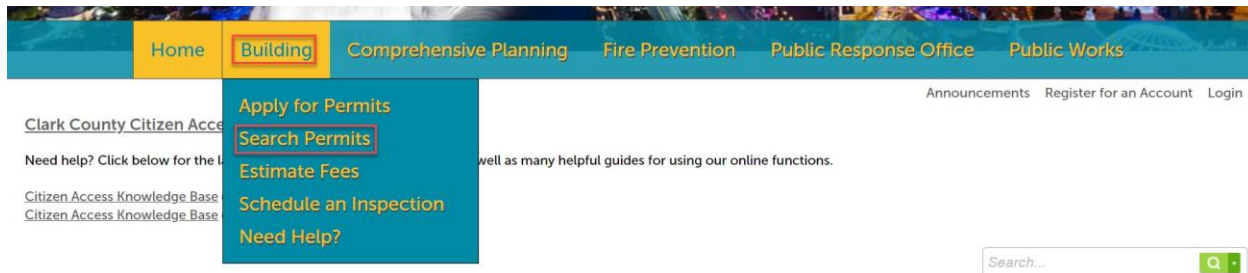 Home Building Comprehensive Planning Fire Prevention Public Response Office Public Works
Announcements Register for an Account Login
Apply for Permits
Search Permits
Estimate Fees
Schedule an Inspection
Need Help?
Clark County Citizen Acce
Need help? Click below for the l
well as many helpful guides for using our online functions.
Citizen Access Knowledge Base
Citizen Access Knowledge Base
Search...